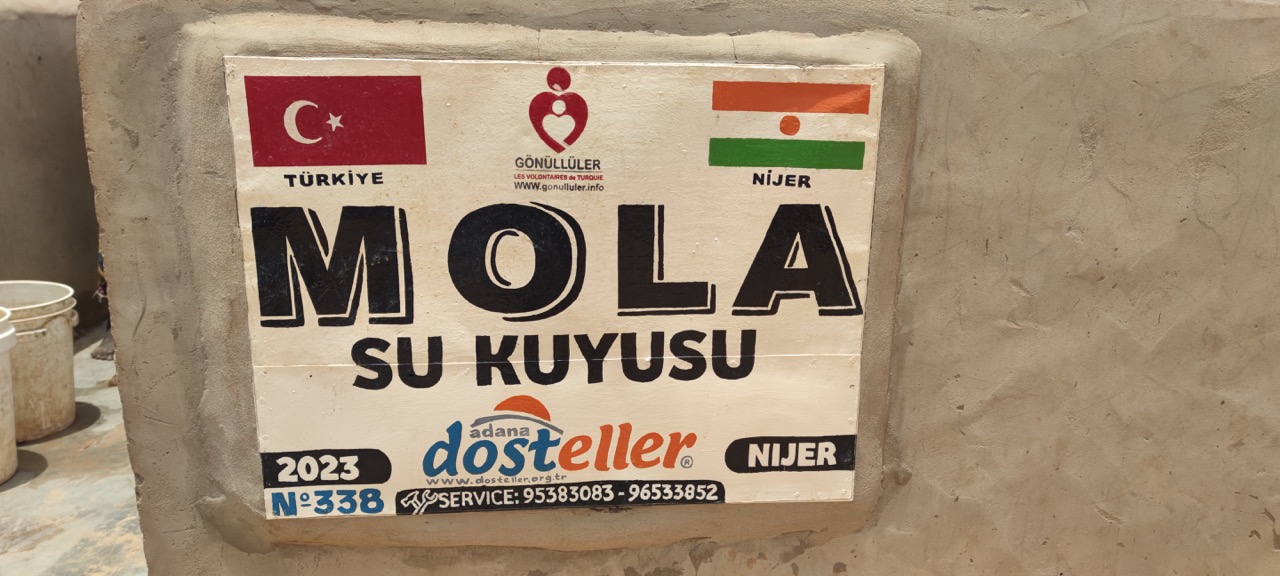 TÜRKİYE
GÖNÜLLÜLER
LES VOLONTAIRES de TURQUIE
www.gonulluler.info
NİJER
MOLA
SU KUYUSU
adana
dosteller®
www.dosteller.org.tr
2023
NIJER
Nº338
SERVICE: 95383083 - 96533852